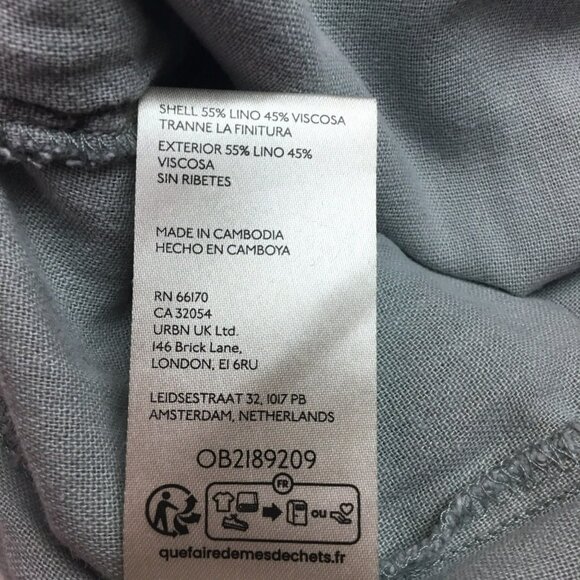 SHELL 55% LINO 45% VISCOSA
TRANNE LA FINITURA
EXTERIOR 55% LINO 45%
VISCOSA
SIN RIBETES
MADE IN CAMBODIA
HECHO EN CAMBOYA
RN 66170
CA 32054
URBN UK Ltd.
146 Brick Lane,
LONDON, E1 6RU
LEIDSESTRAAT 32, 1017 PB
AMSTERDAM, NETHERLANDS
OB2189209
FR
ou
quefairedemesdechets.fr